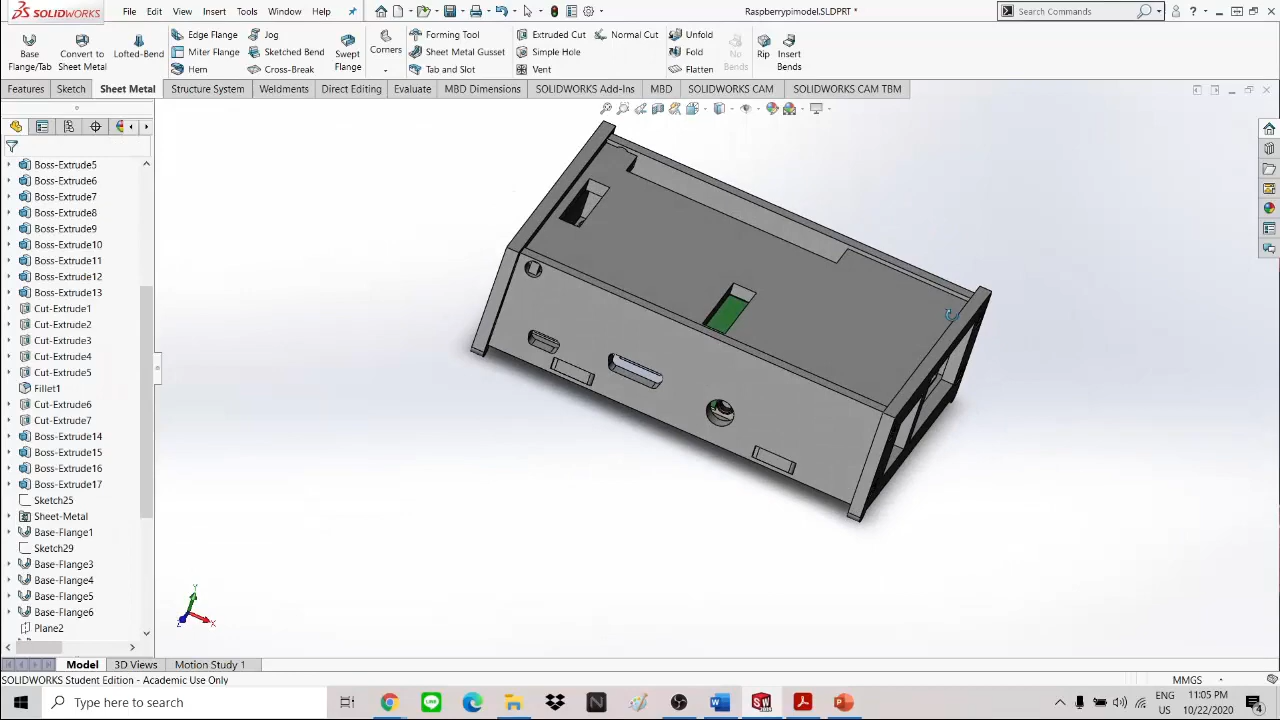 SOLIDWORKS
File Edit View Insert Tools Simulation Window Help
Raspberrypimodel.SLDPRT *
Search Commands
Base Flange/Tab
Convert to Sheet Metal
Lofted-Bend
Edge Flange
Miter Flange
Hem
Jog
Sketched Bend
Cross-Break
Swept Flange
Corners
Forming Tool
Sheet Metal Gusset
Tab and Slot
Extruded Cut
Simple Hole
Vent
Normal Cut
Unfold
Fold
Flatten
No Bends
Rip
Insert Bends
Features Sketch Sheet Metal Structure System Weldments Direct Editing Evaluate MBD Dimensions SOLIDWORKS Add-Ins MBD SOLIDWORKS CAM SOLIDWORKS CAM TBM
Boss-Extrude5
Boss-Extrude6
Boss-Extrude7
Boss-Extrude8
Boss-Extrude9
Boss-Extrude10
Boss-Extrude11
Boss-Extrude12
Boss-Extrude13
Cut-Extrude1
Cut-Extrude2
Cut-Extrude3
Cut-Extrude4
Cut-Extrude5
Fillet1
Cut-Extrude6
Cut-Extrude7
Boss-Extrude14
Boss-Extrude15
Boss-Extrude16
Boss-Extrude17
Sketch25
Sheet-Metal
Base-Flange1
Sketch29
Base-Flange3
Base-Flange4
Base-Flange5
Base-Flange6
Plane2
Y
X
Z
Model 3D Views Motion Study 1
SOLIDWORKS Student Edition - Academic Use Only
MMGS
Type here to search
ENG
US
11:05 PM
10/22/2020
4